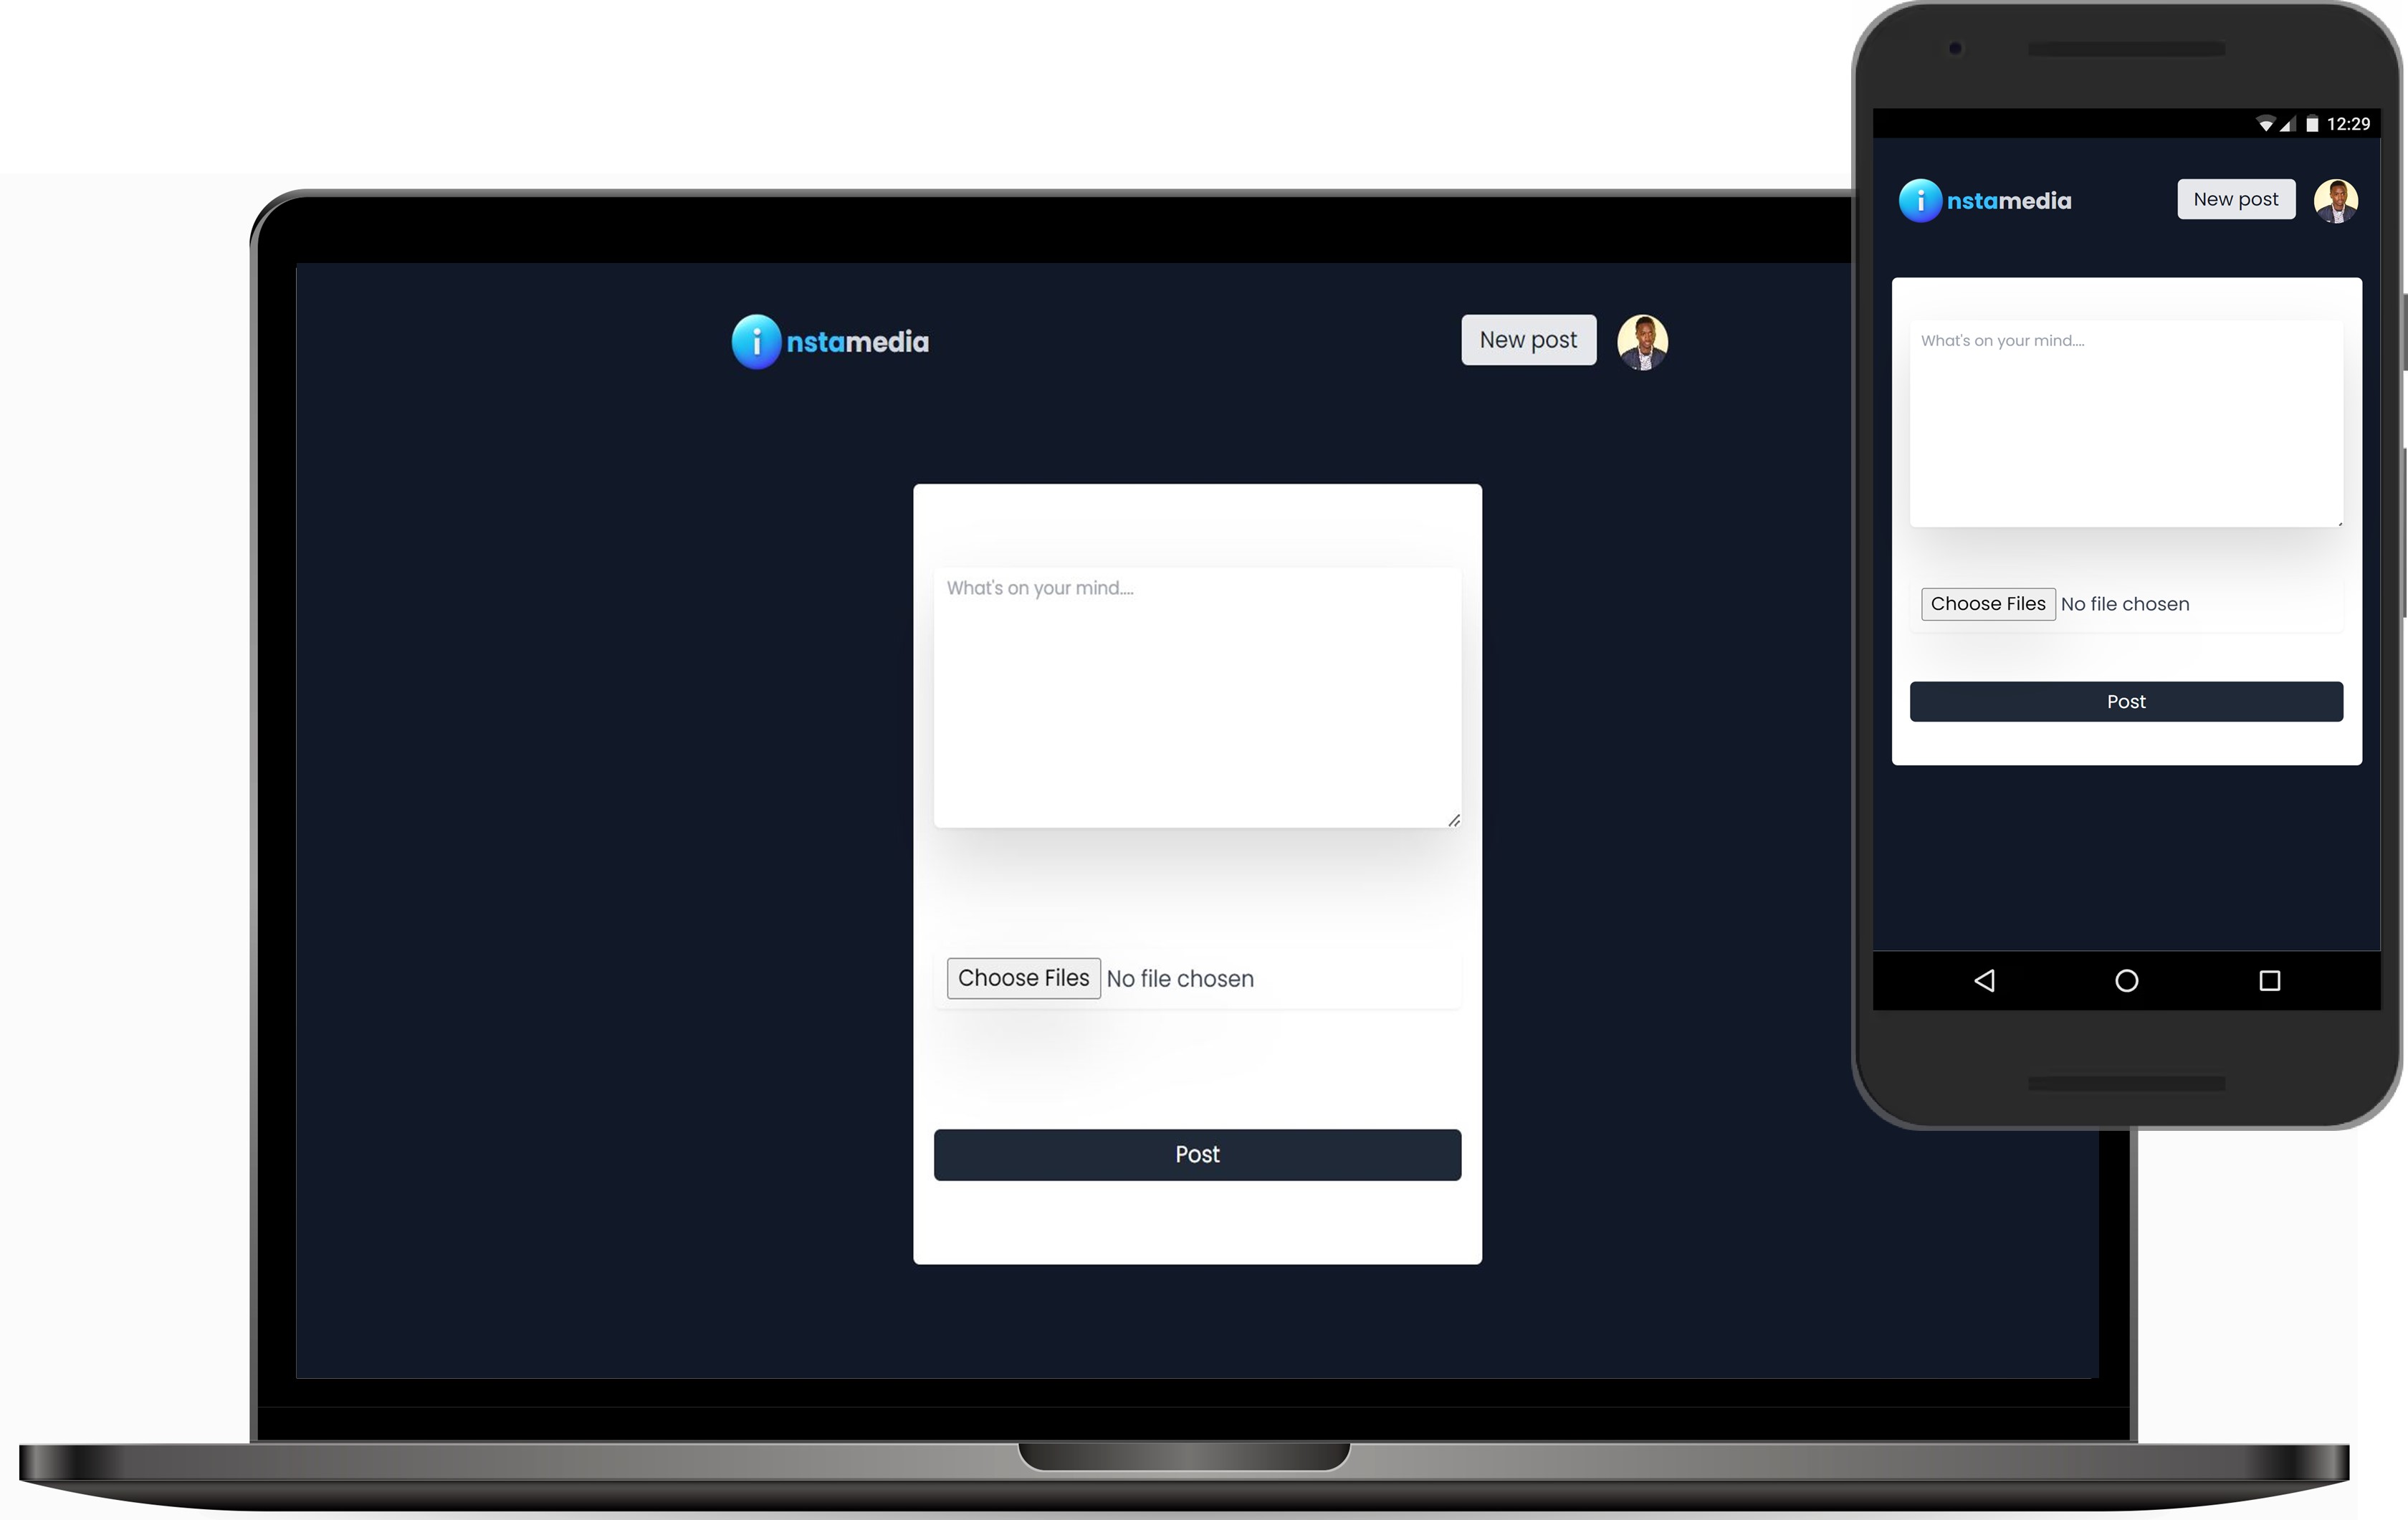 instamedia
New post
What's on your mind....
Choose Files No file chosen
Post
12:29
instamedia
New post
What's on your mind....
Choose Files No file chosen
Post